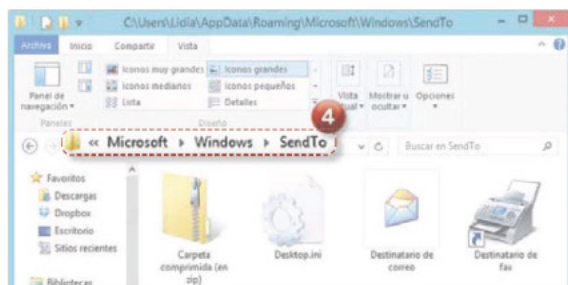 C:\Users\Lidia\AppData\Roaming\Microsoft\Windows\SendTo
Archivo Inicio Compartir Vista
Panel de navegación
Iconos muy grandes Iconos grandes
Iconos medianos Iconos pequeños
Lista Detalles
Vista
Mostrar u ocultar
Opciones
Paneles Diseño
4
« Microsoft Windows SendTo
Buscar en SendTo
Favoritos
Descargas
Dropbox
Escritorio
Sitios recientes
Bibliotecas
Carpeta comprimida (en zip)
Desktop.ini
Destinatario de correo
Destinatario de fax